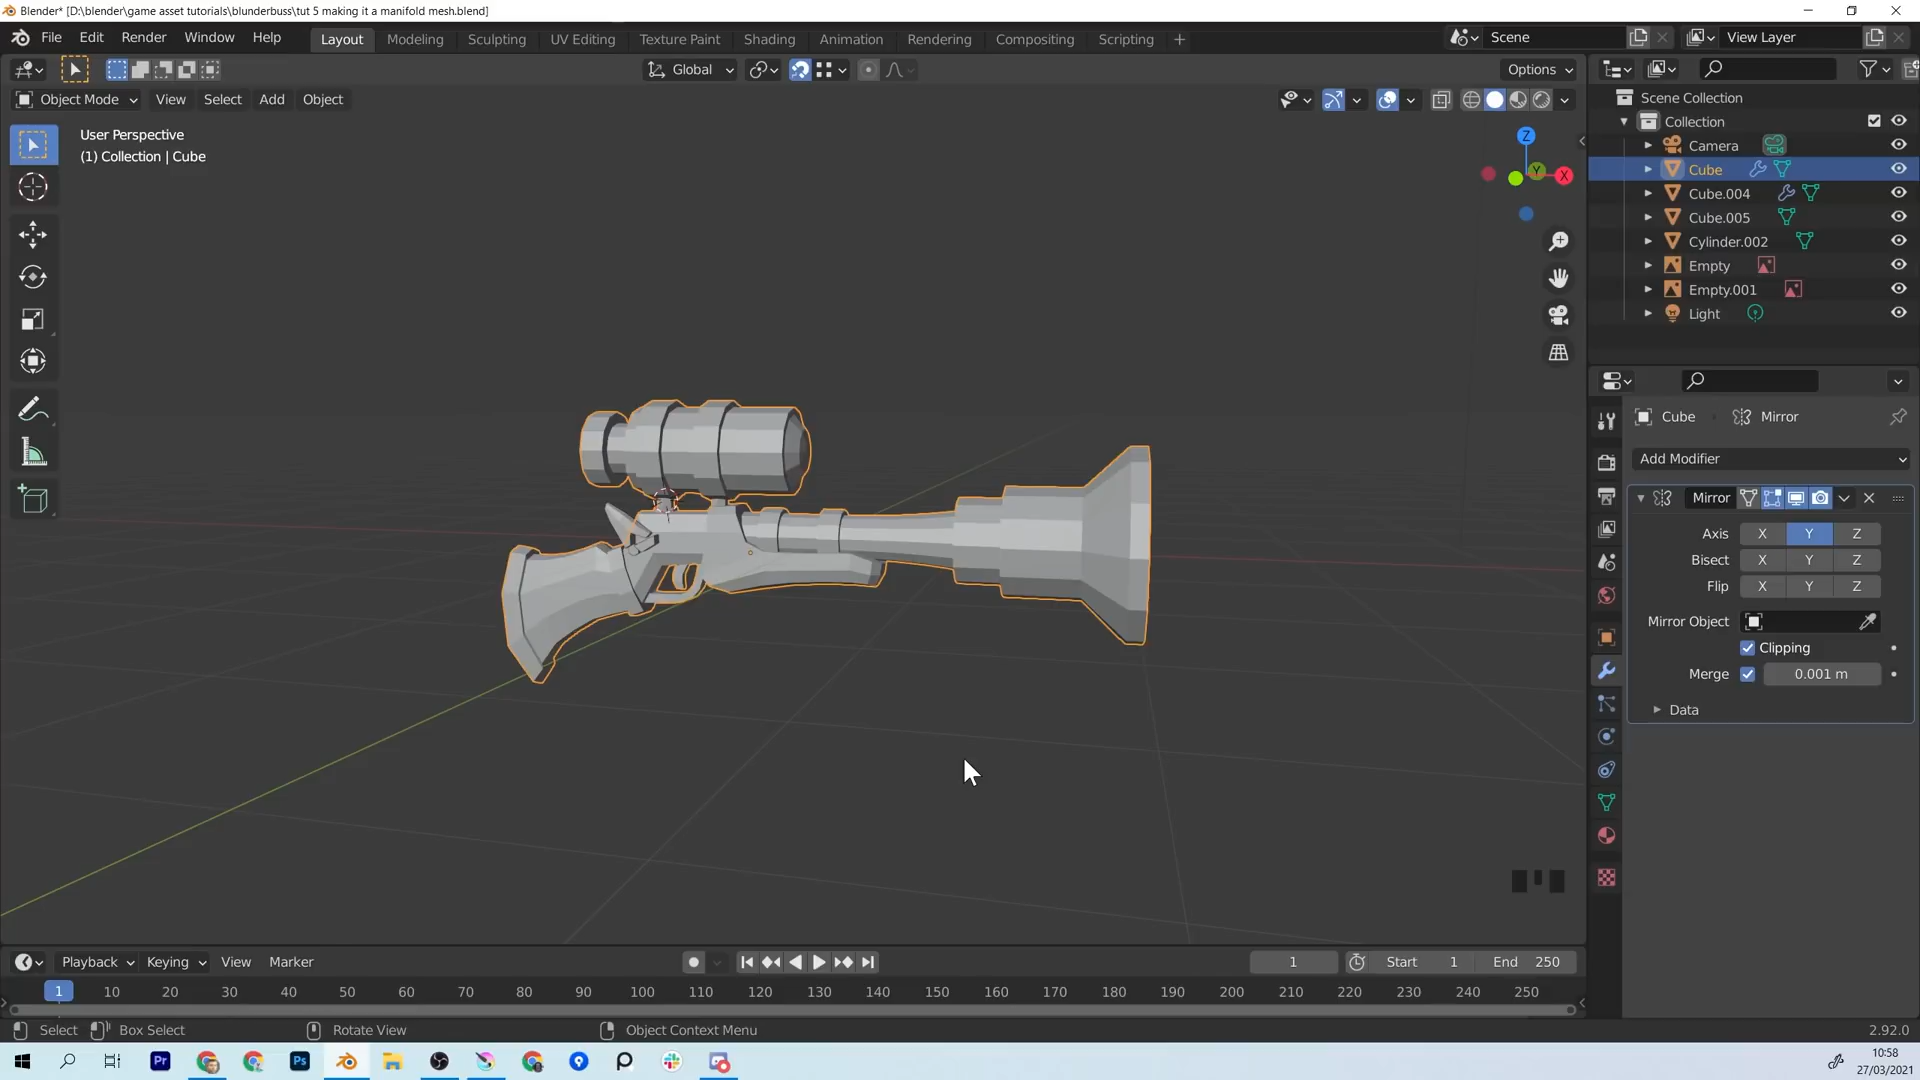 Blender* [D:\blender\game asset tutorials\blunderbuss\tut 5 making it a manifold mesh.blend]
File Edit Render Window Help
Layout Modeling Sculpting UV Editing Texture Paint Shading Animation Rendering Compositing Scripting +
Scene
View Layer
Global
Options
Object Mode View Select Add Object
User Perspective
(1) Collection | Cube
Z
Y
X
Scene Collection
Collection
Camera
Cube
Cube.004
Cube.005
Cylinder.002
Empty
Empty.001
Light
Cube Mirror
Add Modifier
Mirror
Axis X Y Z
Bisect X Y Z
Flip X Y Z
Mirror Object
Clipping
Merge 0.001 m
Data
Playback Keying View Marker
1
Start 1
End 250
1 10 20 30 40 50 60 70 80 90 100 110 120 130 140 150 160 170 180 190 200 210 220 230 240 250
Select Box Select Rotate View Object Context Menu
2.92.0
Pr
Ps
10:58
27/03/2021